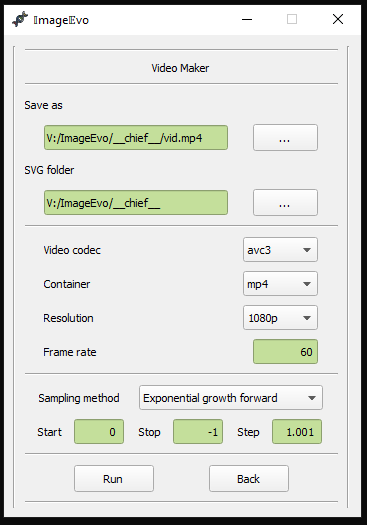 ImageEvo
Video Maker
Save as
V:/ImageEvo/__chief__/vid.mp4
...
SVG folder
V:/ImageEvo/__chief__
...
Video codec avc3
Container mp4
Resolution 1080p
Frame rate 60
Sampling method Exponential growth forward
Start 0 Stop -1 Step 1.001
Run Back